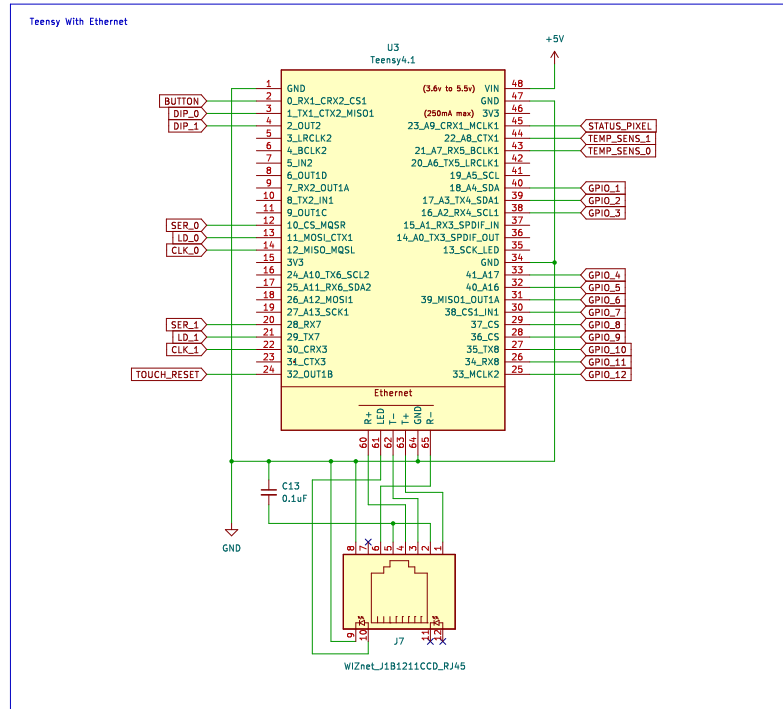 Teensy With Ethernet
U3
Teensy4.1
+5V
1 GND
2 0_RX1_CRX2_CS1
3 1_TX1_CTX2_MISO1
4 2_OUT2
5 3_LRCLK2
6 4_BCLK2
7 5_IN2
8 6_OUT1D
9 7_RX2_OUT1A
10 8_TX2_IN1
11 9_OUT1C
12 10_CS_MQSR
13 11_MOSI_CTX1
14 12_MISO_MQSL
15 3V3
16 24_A10_TX6_SCL2
17 25_A11_RX6_SDA2
18 26_A12_MOSI1
19 27_A13_SCK1
20 28_RX7
21 29_TX7
22 30_CRX3
23 31_CTX3
24 32_OUT1B
BUTTON
DIP_0
DIP_1
SER_0
LD_0
CLK_0
SER_1
LD_1
CLK_1
TOUCH_RESET
(3.6v to 5.5v) VIN 48
GND 47
(250mA max) 3V3 46
23_A9_CRX1_MCLK1 45
22_A8_CTX1 44
21_A7_RX5_BCLK1 43
20_A6_TX5_LRCLK1 42
19_A5_SCL 41
18_A4_SDA 40
17_A3_TX4_SDA1 39
16_A2_RX4_SCL1 38
15_A1_RX3_SPDIF_IN 37
14_A0_TX3_SPDIF_OUT 36
13_SCK_LED 35
GND 34
41_A17 33
40_A16 32
39_MISO1_OUT1A 31
38_CS1_IN1 30
37_CS 29
36_CS 28
35_TX8 27
34_RX8 26
33_MCLK2 25
STATUS_PIXEL
TEMP_SENS_1
TEMP_SENS_0
GPIO_1
GPIO_2
GPIO_3
GPIO_4
GPIO_5
GPIO_6
GPIO_7
GPIO_8
GPIO_9
GPIO_10
GPIO_11
GPIO_12
Ethernet
R+ LED T- T+ GND R-
60 61 62 63 64 65
C13
0.1uF
GND
8 7 6 5 4 3 2 1
9 10 11 12
J7
WIZnet_J1B1211CCD_RJ45